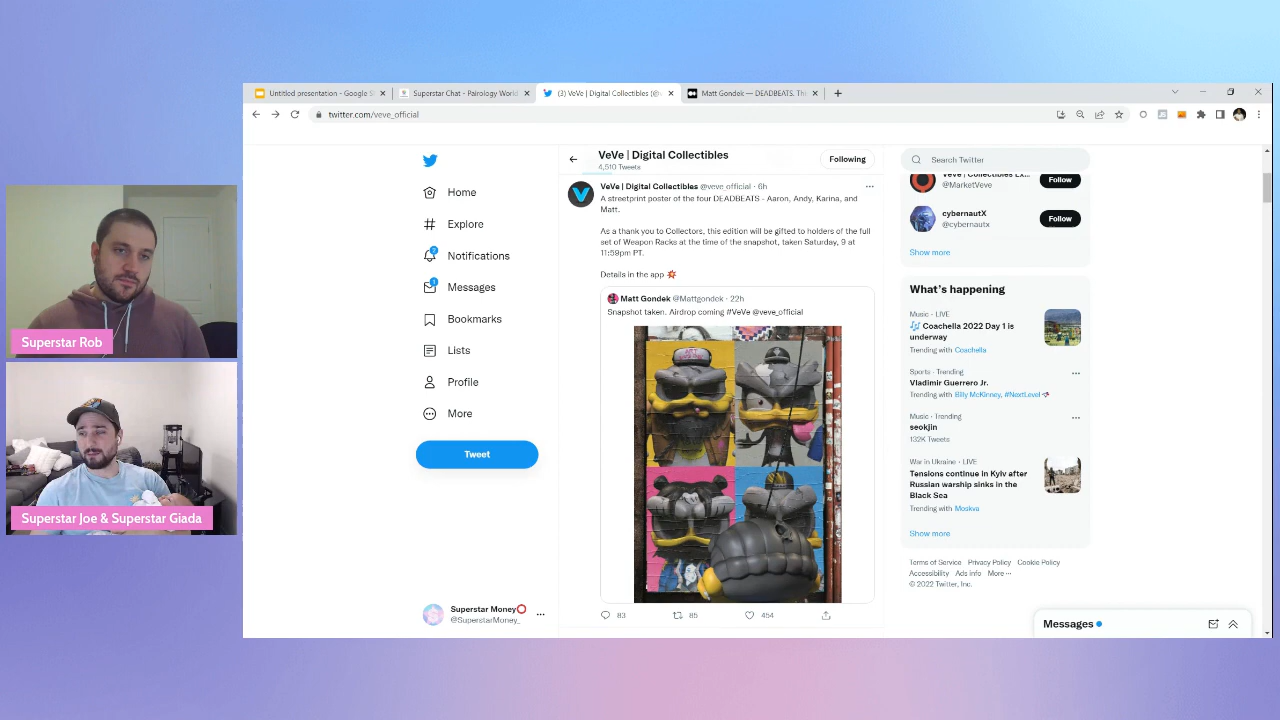 Untitled presentation - Google S
Superstar Chat - Pairology World
(3) VeVe | Digital Collectibles (@v
Matt Gondek — DEADBEATS. Thi
twitter.com/veve_official
VeVe | Digital Collectibles
4,510 Tweets
Following
Search Twitter
Home
Explore
Notifications
Messages
Bookmarks
Lists
Profile
More
Tweet
Superstar Money
@SuperstarMoney_
VeVe | Digital Collectibles @veve_official · 6h
A streetprint poster of the four DEADBEATS - Aaron, Andy, Karina, and
Matt.
As a thank you to Collectors, this edition will be gifted to holders of the full
set of Weapon Racks at the time of the snapshot, taken Saturday, 9 at
11:59pm PT.
Details in the app
Matt Gondek @Mattgondek · 22h
Snapshot taken. Airdrop coming #VeVe @veve_official
83
85
454
VeVe | Collectibles Ex...
@MarketVeve
Follow
cybernautX
@cybernautx
Follow
Show more
What's happening
Music · LIVE
Coachella 2022 Day 1 is
underway
Trending with Coachella
Sports · Trending
Vladimir Guerrero Jr.
Trending with Billy McKinney, #NextLevel
Music · Trending
seokjin
132K Tweets
War in Ukraine · LIVE
Tensions continue in Kyiv after
Russian warship sinks in the
Black Sea
Trending with Moskva
Show more
Terms of Service Privacy Policy Cookie Policy
Accessibility Ads info More ···
© 2022 Twitter, Inc.
Messages
Superstar Rob
Superstar Joe & Superstar Giada